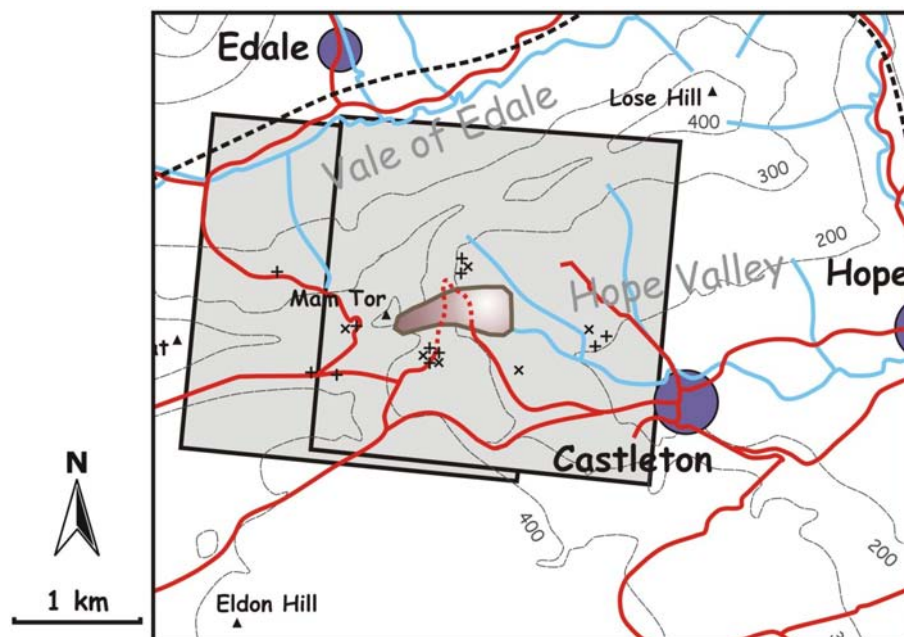 Edale
Lose Hill
400
Vale of Edale
300
200
Hope Valley
Hope
Mam Tor
Castleton
N
400
200
1 km
Eldon Hill